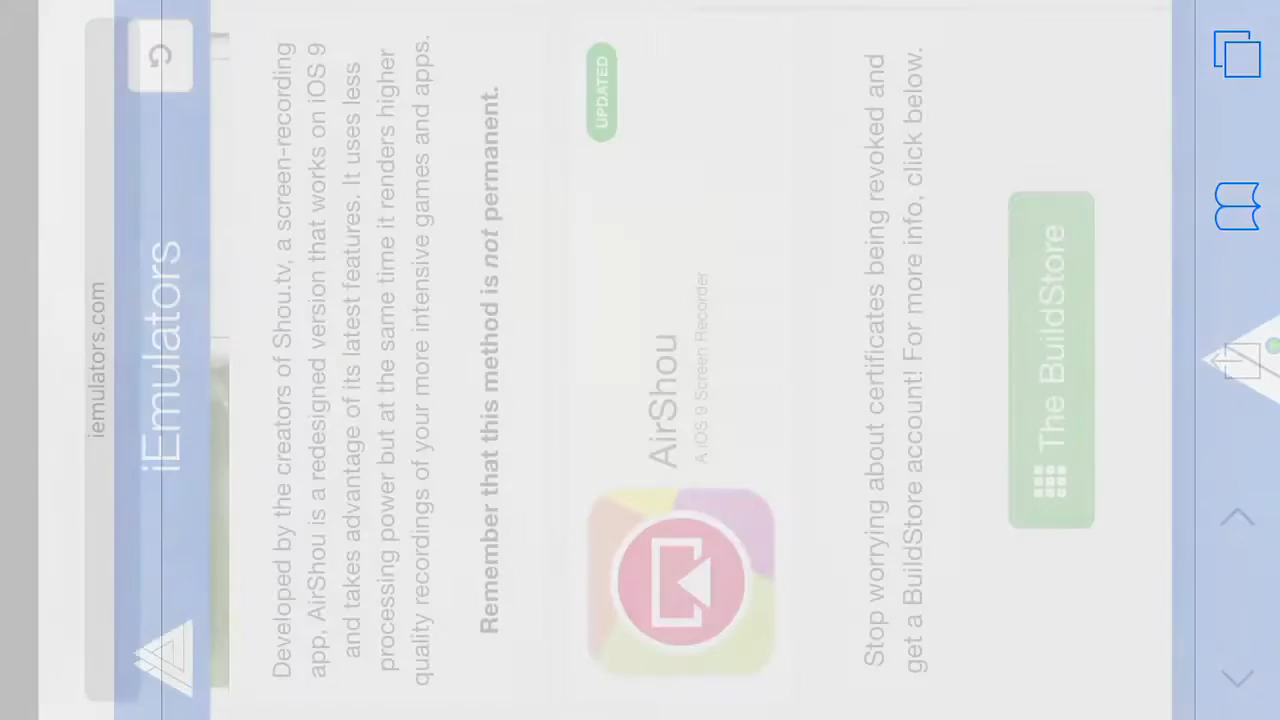 iemulators.com
iEmulators
Developed by the creators of Shou.tv, a screen-recording
app, AirShou is a redesigned version that works on iOS 9
and takes advantage of its latest features. It uses less
processing power but at the same time it renders higher
quality recordings of your more intensive games and apps.
Remember that this method is not permanent.
UPDATED
AirShou
A iOS 9 Screen Recorder
Stop worrying about certificates being revoked and
get a BuildStore account! For more info, click below.
The BuildStore